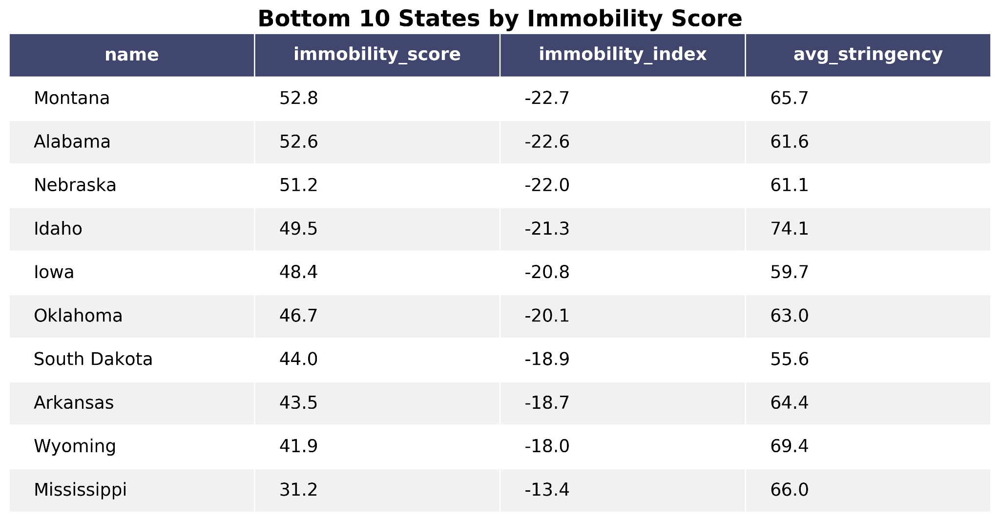 Bottom 10 States by Immobility Score
name immobility_score immobility_index avg_stringency
Montana 52.8 -22.7 65.7
Alabama 52.6 -22.6 61.6
Nebraska 51.2 -22.0 61.1
Idaho 49.5 -21.3 74.1
Iowa 48.4 -20.8 59.7
Oklahoma 46.7 -20.1 63.0
South Dakota 44.0 -18.9 55.6
Arkansas 43.5 -18.7 64.4
Wyoming 41.9 -18.0 69.4
Mississippi 31.2 -13.4 66.0